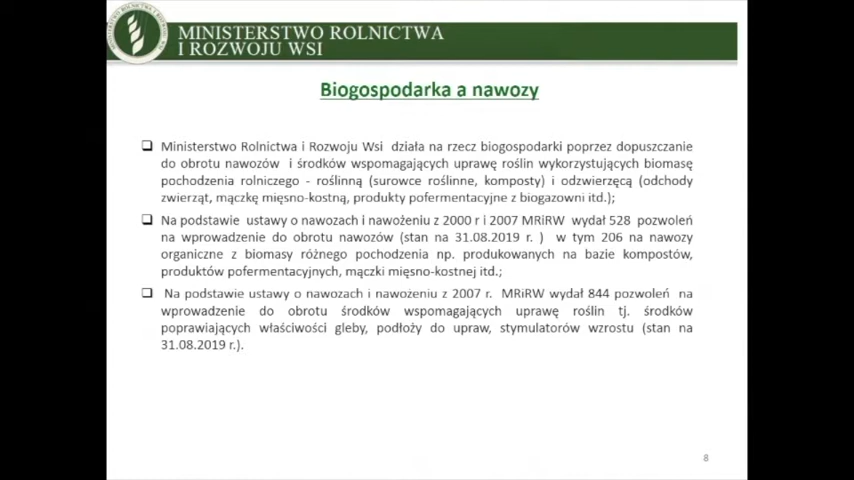 MINISTERSTWO ROLNICTWA
I ROZWOJU WSI
Biogospodarka a nawozy
❑ Ministerstwo Rolnictwa i Rozwoju Wsi działa na rzecz biogospodarki poprzez dopuszczanie
do obrotu nawozów i środków wspomagających uprawę roślin wykorzystujących biomasę
pochodzenia rolniczego - roślinną (surowce roślinne, komposty) i odzwierzęcą (odchody
zwierząt, mączkę mięsno-kostną, produkty pofermentacyjne z biogazowni itd.);
❑ Na podstawie ustawy o nawozach i nawożeniu z 2000 r i 2007 MRiRW wydał 528 pozwoleń
na wprowadzenie do obrotu nawozów (stan na 31.08.2019 r. ) w tym 206 na nawozy
organiczne z biomasy różnego pochodzenia np. produkowanych na bazie kompostów,
produktów pofermentacyjnych, mączki mięsno-kostnej itd.;
❑ Na podstawie ustawy o nawozach i nawożeniu z 2007 r. MRiRW wydał 844 pozwoleń na
wprowadzenie do obrotu środków wspomagających uprawę roślin tj. środków
poprawiających właściwości gleby, podłoży do upraw, stymulatorów wzrostu (stan na
31.08.2019 r.).
8